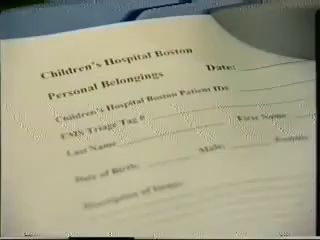 Children's Hospital Boston
Personal Belongings Date:
Children's Hospital Boston Patient ID#
EMS Triage Tag # First Name
Last Name
Date of Birth: Male: Female
Description of Items: